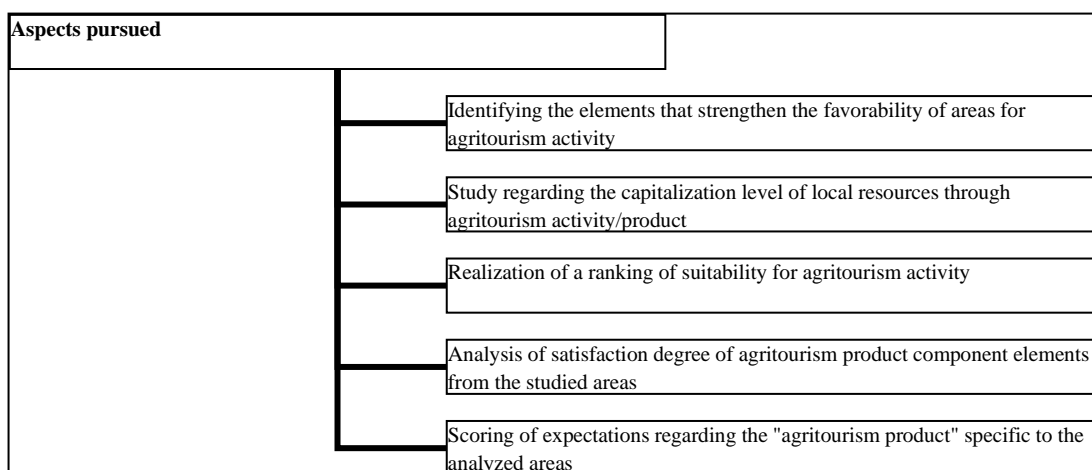 Aspects pursued
Identifying the elements that strengthen the favorability of areas for
agritourism activity
Study regarding the capitalization level of local resources through
agritourism activity/product
Realization of a ranking of suitability for agritourism activity
Analysis of satisfaction degree of agritourism product component elements
from the studied areas
Scoring of expectations regarding the "agritourism product" specific to the
analyzed areas